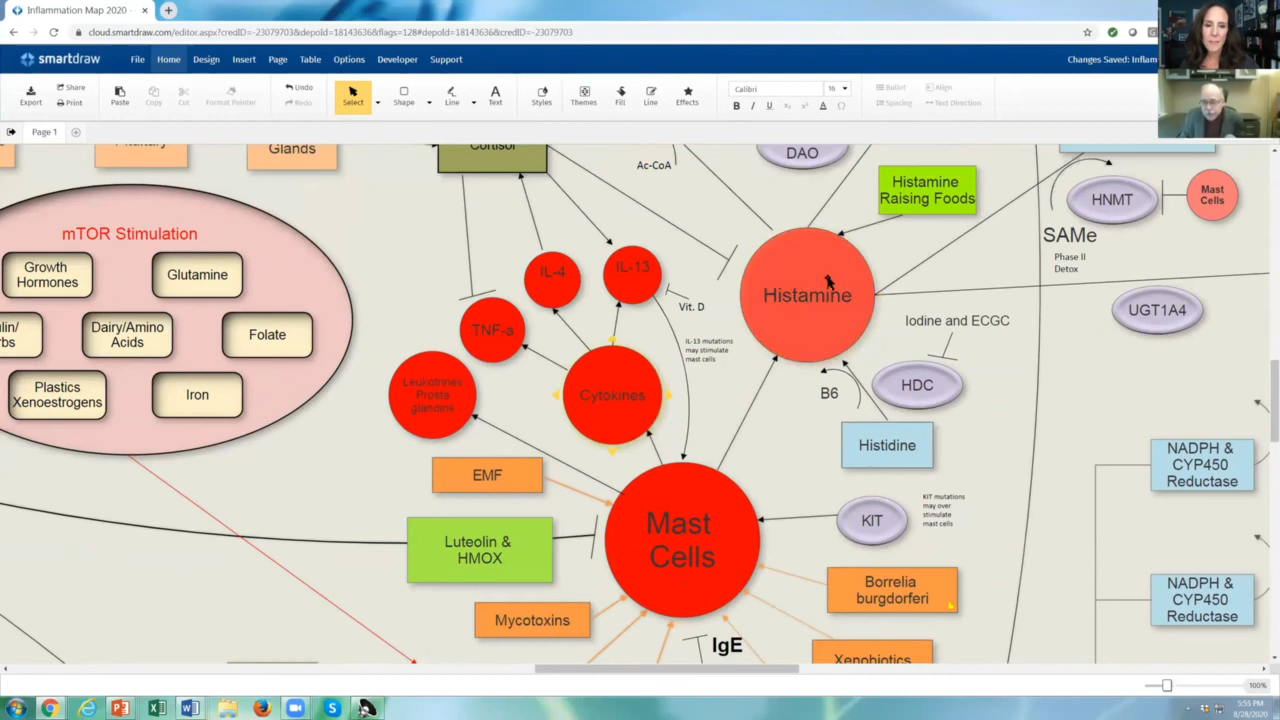 Inflammation Map 2020 -
cloud.smartdraw.com/editor.aspx?credID=-23079703&depoId=18143636&flags=128#depoId=18143636&credID=-23079703
smartdraw
File Home Design Insert Page Table Options Developer Support
Changes Saved: Inflam
Export
Share
Print
Paste
Copy
Cut
Format Painter
Undo
Redo
Select
Shape
Line
Text
Styles
Themes
Fill
Line
Effects
Calibri
16
B I U
Bullet
Align
Spacing
Text Direction
Page 1
Glands
Cortisol
Ac-CoA
DAO
Histamine
Raising Foods
HNMT
Mast
Cells
SAMe
Phase II
Detox
mTOR Stimulation
Growth
Hormones
Glutamine
Dairy/Amino
Acids
Folate
Plastics
Xenoestrogens
Iron
IL-4
IL-13
TNF-a
Vit. D
IL-13 mutations
may stimulate
mast cells
Histamine
UGT1A4
Iodine and ECGC
HDC
B6
Histidine
Leukotrines
Prosta
glandins
Cytokines
EMF
Mast
Cells
KIT
KIT mutations
may over
stimulate
mast cells
NADPH &
CYP450
Reductase
Luteolin &
HMOX
Borrelia
burgdorferi
NADPH &
CYP450
Reductase
Mycotoxins
IgE
Xenobiotics
100%
5:55 PM
8/28/2020